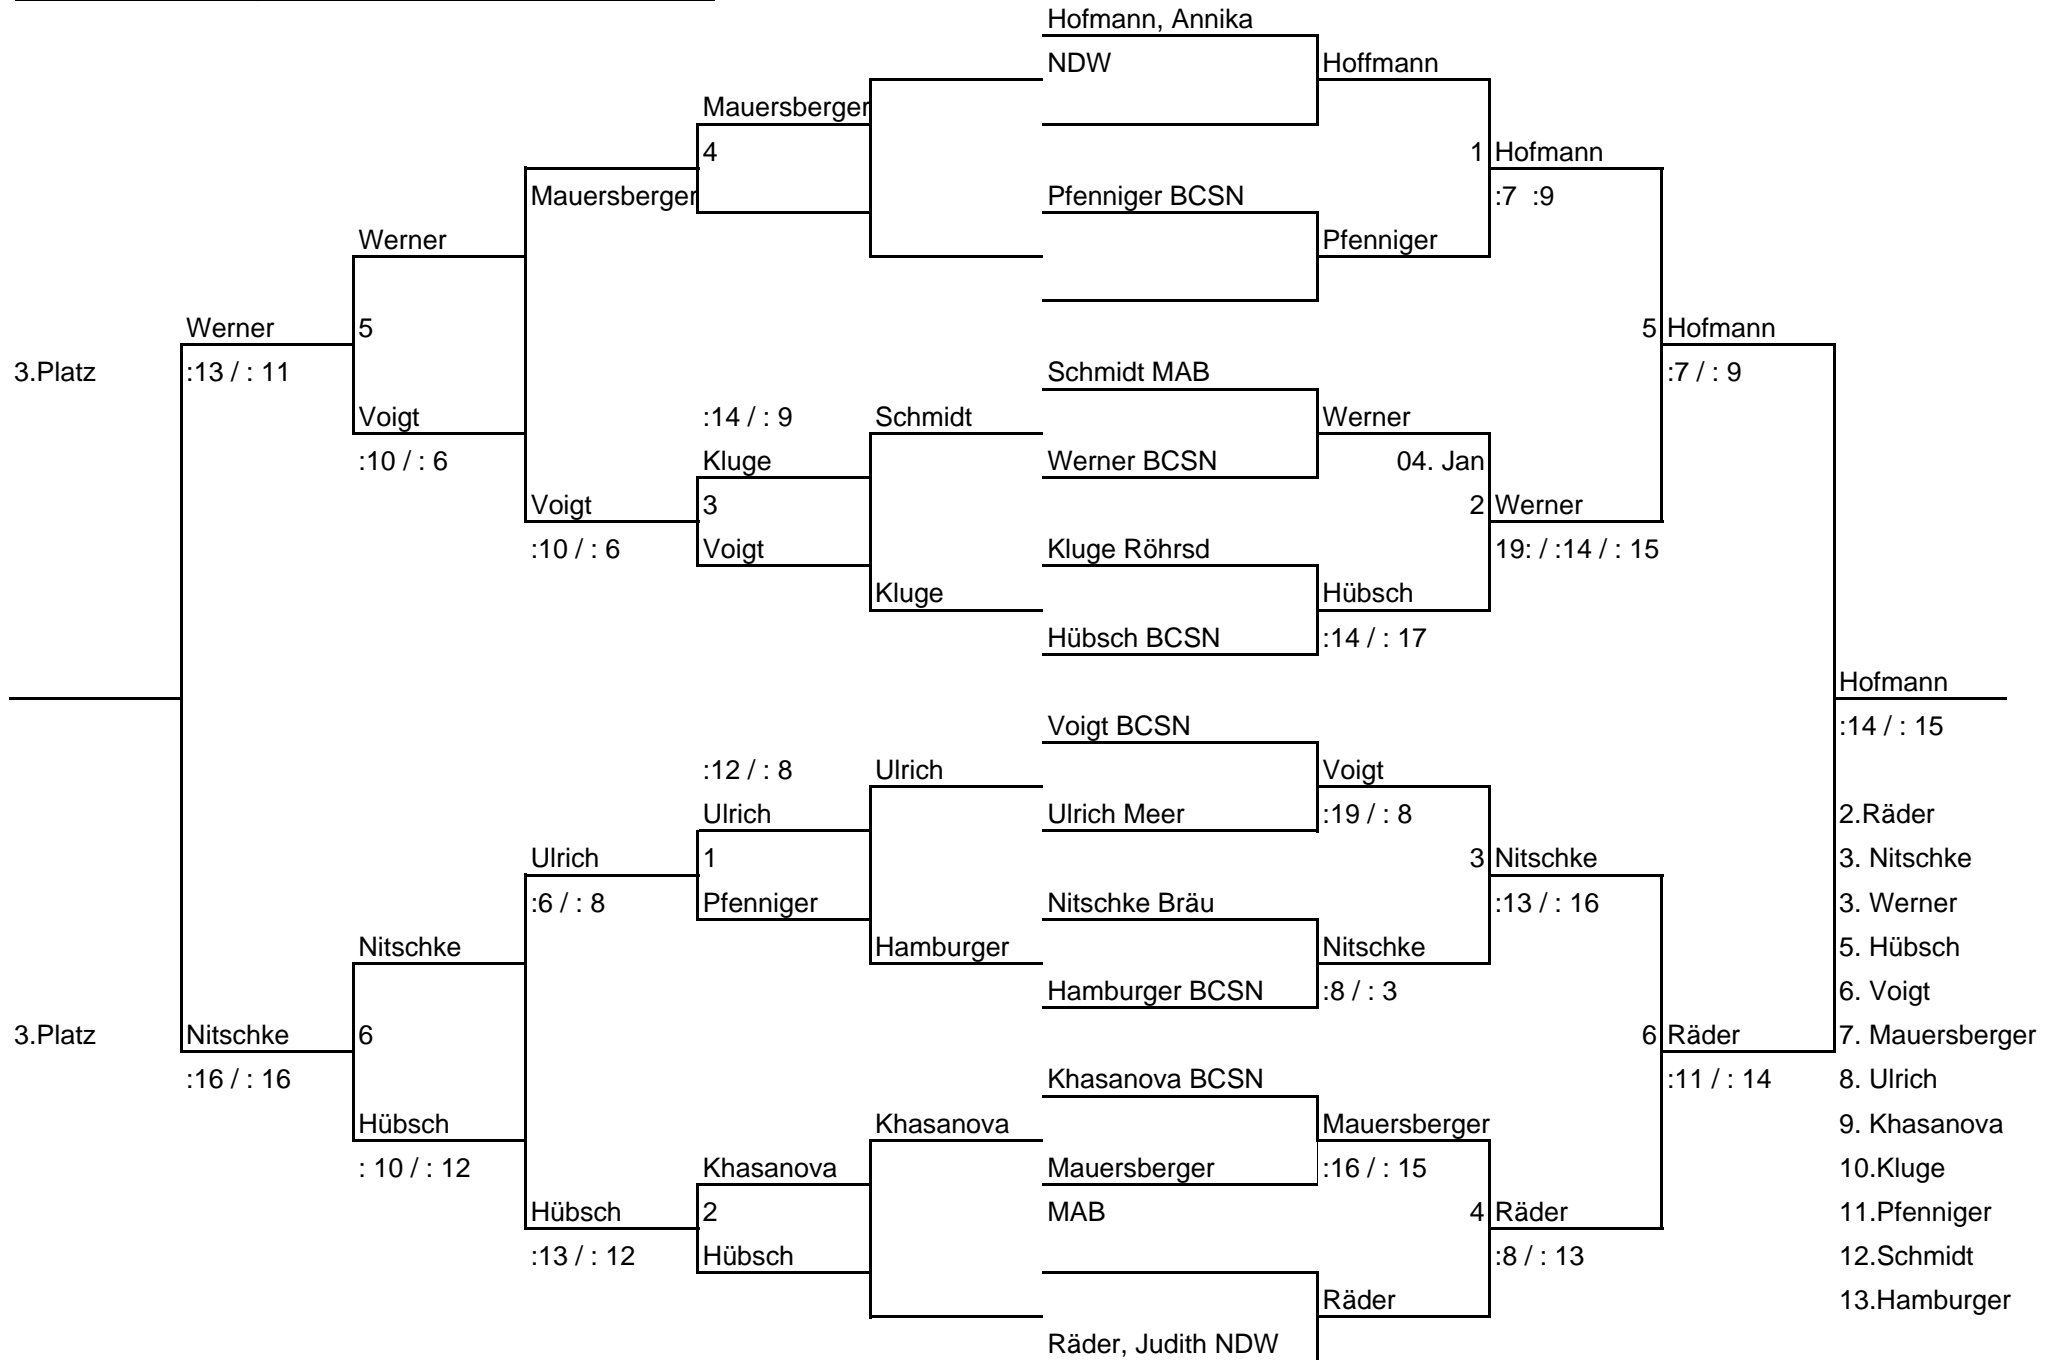 Hofmann, Annika
NDW Hoffmann
Mauersberger
4 1 Hofmann
Mauersberger Pfenniger BCSN :7 :9
Werner Pfenniger
Werner 5 5 Hofmann
3.Platz :13 / : 11 Schmidt MAB :7 / : 9
Voigt :14 / : 9 Schmidt Werner
:10 / : 6 Kluge Werner BCSN 04. Jan
Voigt 3 2 Werner
:10 / : 6 Voigt Kluge Röhrsd 19: / :14 / : 15
Kluge Hübsch
Hübsch BCSN :14 / : 17
Hofmann
Voigt BCSN :14 / : 15
:12 / : 8 Ulrich Voigt
Ulrich Ulrich Meer :19 / : 8 2.Räder
Ulrich 1 3 Nitschke 3. Nitschke
:6 / : 8 Pfenniger Nitschke Bräu :13 / : 16 3. Werner
Nitschke Hamburger Nitschke 5. Hübsch
Hamburger BCSN :8 / : 3 6. Voigt
3.Platz Nitschke 6 6 Räder 7. Mauersberger
:16 / : 16 Khasanova BCSN :11 / : 14 8. Ulrich
Hübsch Khasanova Mauersberger 9. Khasanova
: 10 / : 12 Khasanova Mauersberger :16 / : 15 10.Kluge
Hübsch 2 MAB 4 Räder 11.Pfenniger
:13 / : 12 Hübsch :8 / : 13 12.Schmidt
Räder 13.Hamburger
Räder, Judith NDW